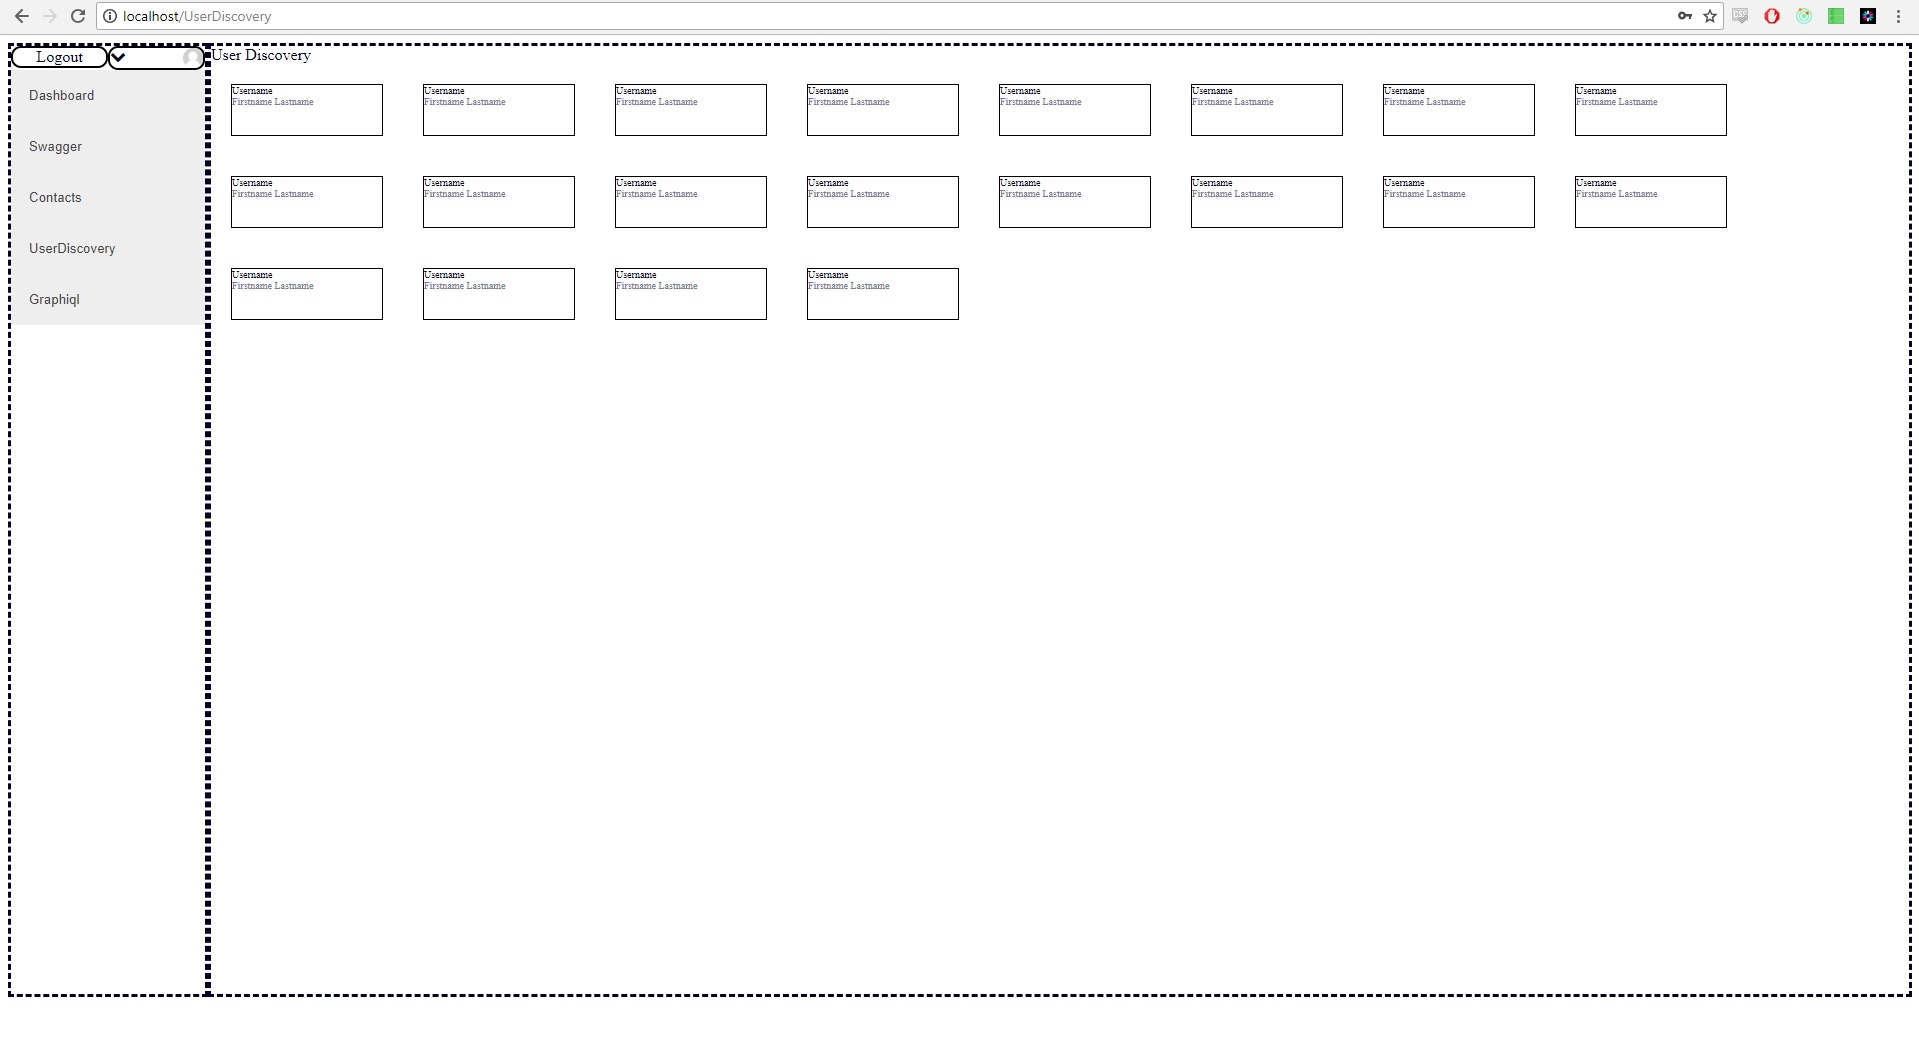 localhost/UserDiscovery
Logout
User Discovery
Dashboard
Swagger
Contacts
UserDiscovery
Graphiql
Username Username Username Username Username Username Username Username
Firstname Lastname Firstname Lastname Firstname Lastname Firstname Lastname Firstname Lastname Firstname Lastname Firstname Lastname Firstname Lastname
Username Username Username Username Username Username Username Username
Firstname Lastname Firstname Lastname Firstname Lastname Firstname Lastname Firstname Lastname Firstname Lastname Firstname Lastname Firstname Lastname
Username Username Username Username
Firstname Lastname Firstname Lastname Firstname Lastname Firstname Lastname